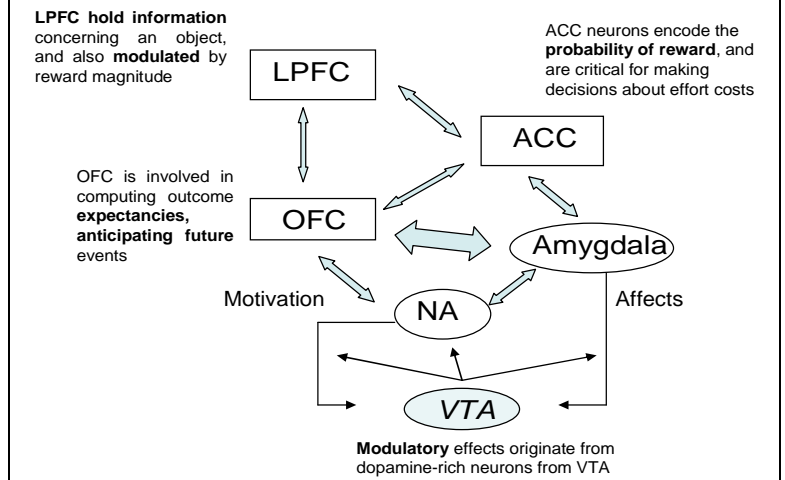 LPFC hold information
concerning an object,
and also modulated by
reward magnitude
ACC neurons encode the
probability of reward, and
are critical for making
decisions about effort costs
LPFC
ACC
OFC is involved in
computing outcome
expectancies,
anticipating future
events
OFC
Amygdala
Motivation
NA
Affects
VTA
Modulatory effects originate from
dopamine-rich neurons from VTA